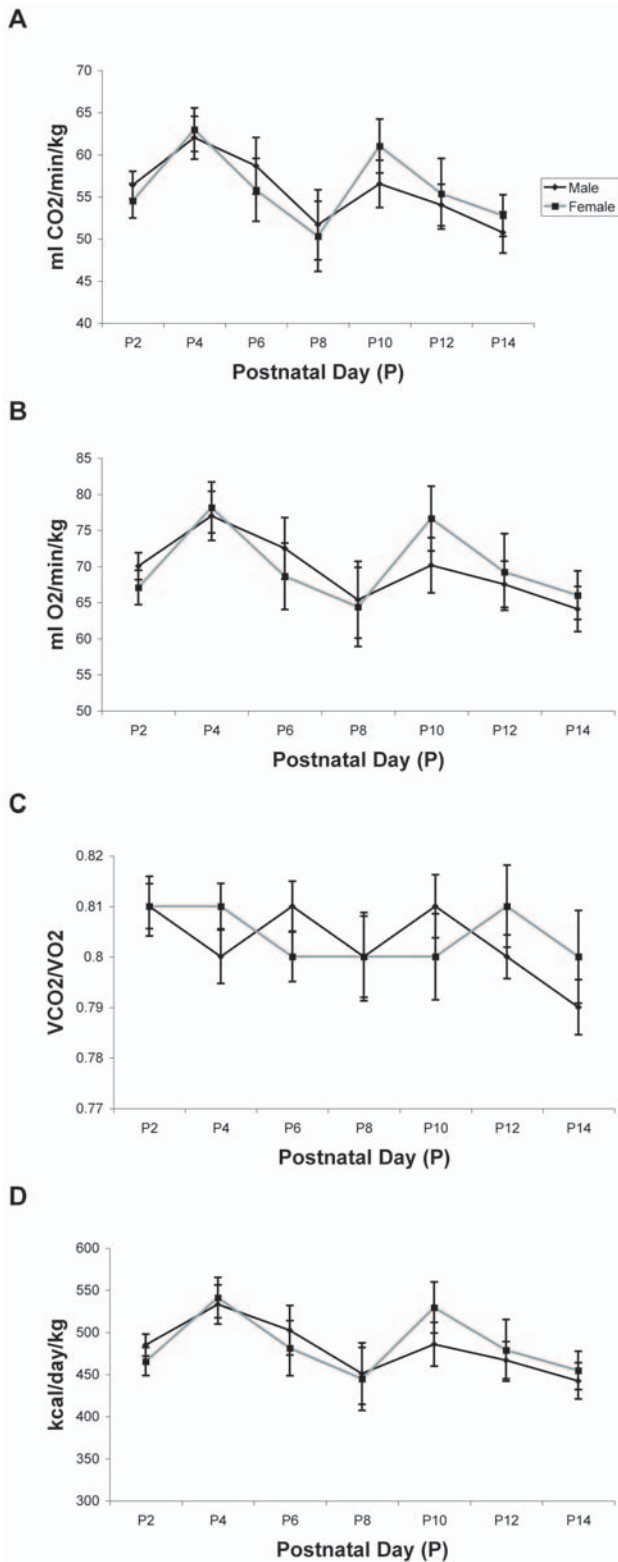 A
70
65
60
55
50
45
40
ml CO2/min/kg
P2 P4 P6 P8 P10 P12 P14
Postnatal Day (P)
Male
Female
B
85
80
75
70
65
60
55
50
ml O2/min/kg
P2 P4 P6 P8 P10 P12 P14
Postnatal Day (P)
C
0.82
0.81
0.8
0.79
0.78
0.77
VCO2/VO2
P2 P4 P6 P8 P10 P12 P14
Postnatal Day (P)
D
600
550
500
450
400
350
300
kcal/day/kg
P2 P4 P6 P8 P10 P12 P14
Postnatal Day (P)